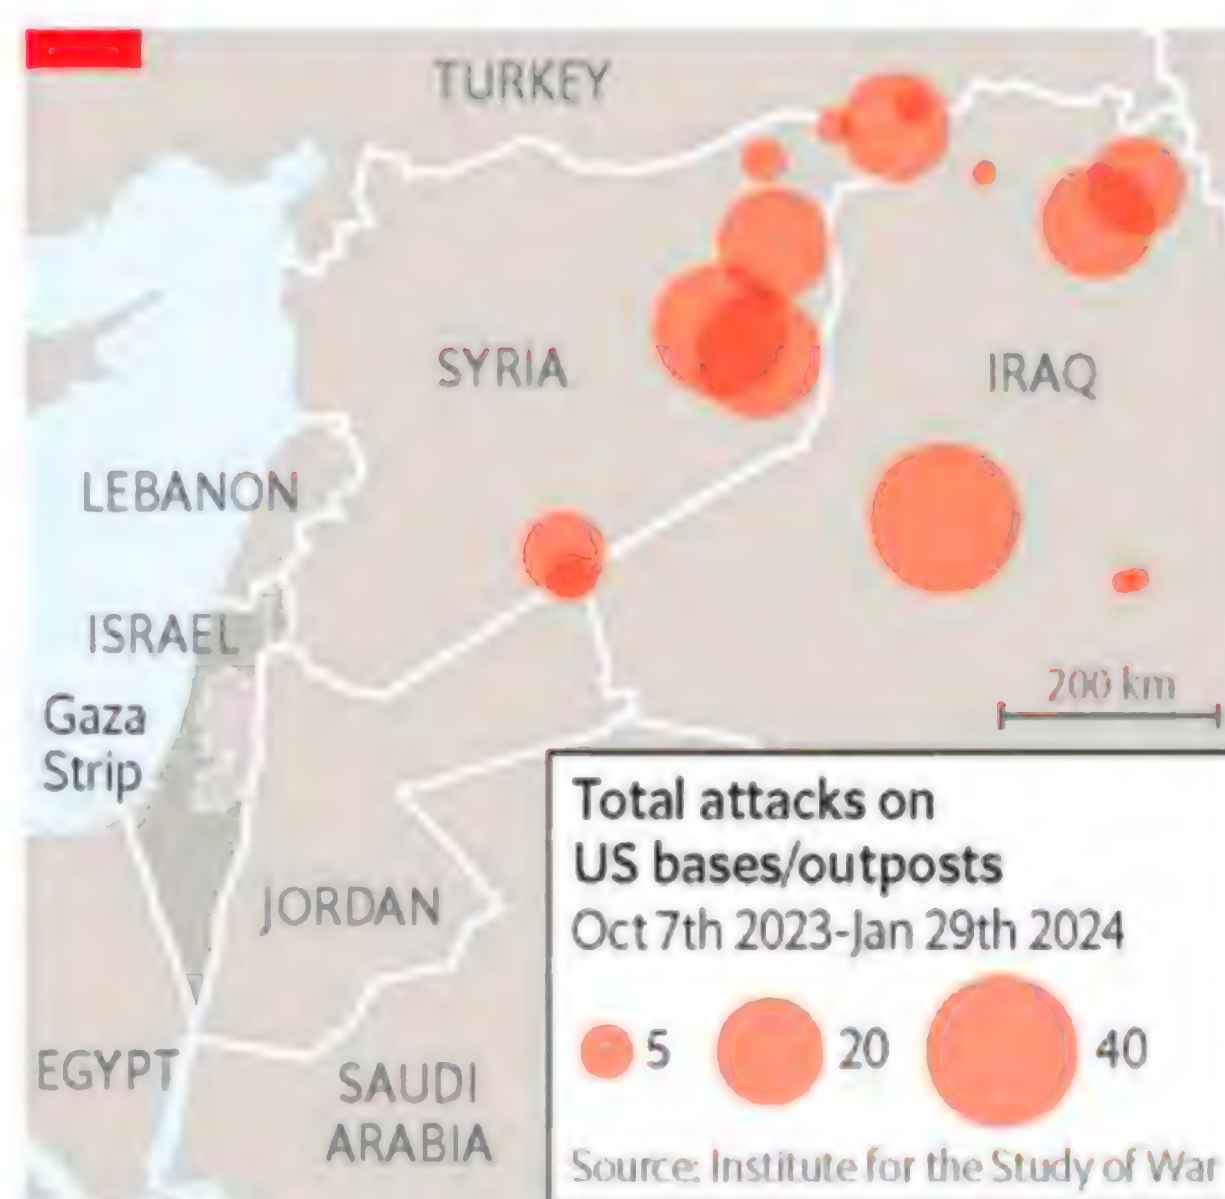 TURKEY
SYRIA
IRAQ
LEBANON
ISRAEL
Gaza
Strip
200 km
JORDAN
EGYPT
SAUDI
ARABIA
Total attacks on
US bases/outposts
Oct 7th 2023-Jan 29th 2024
5
20
40
Source: Institute for the Study of War